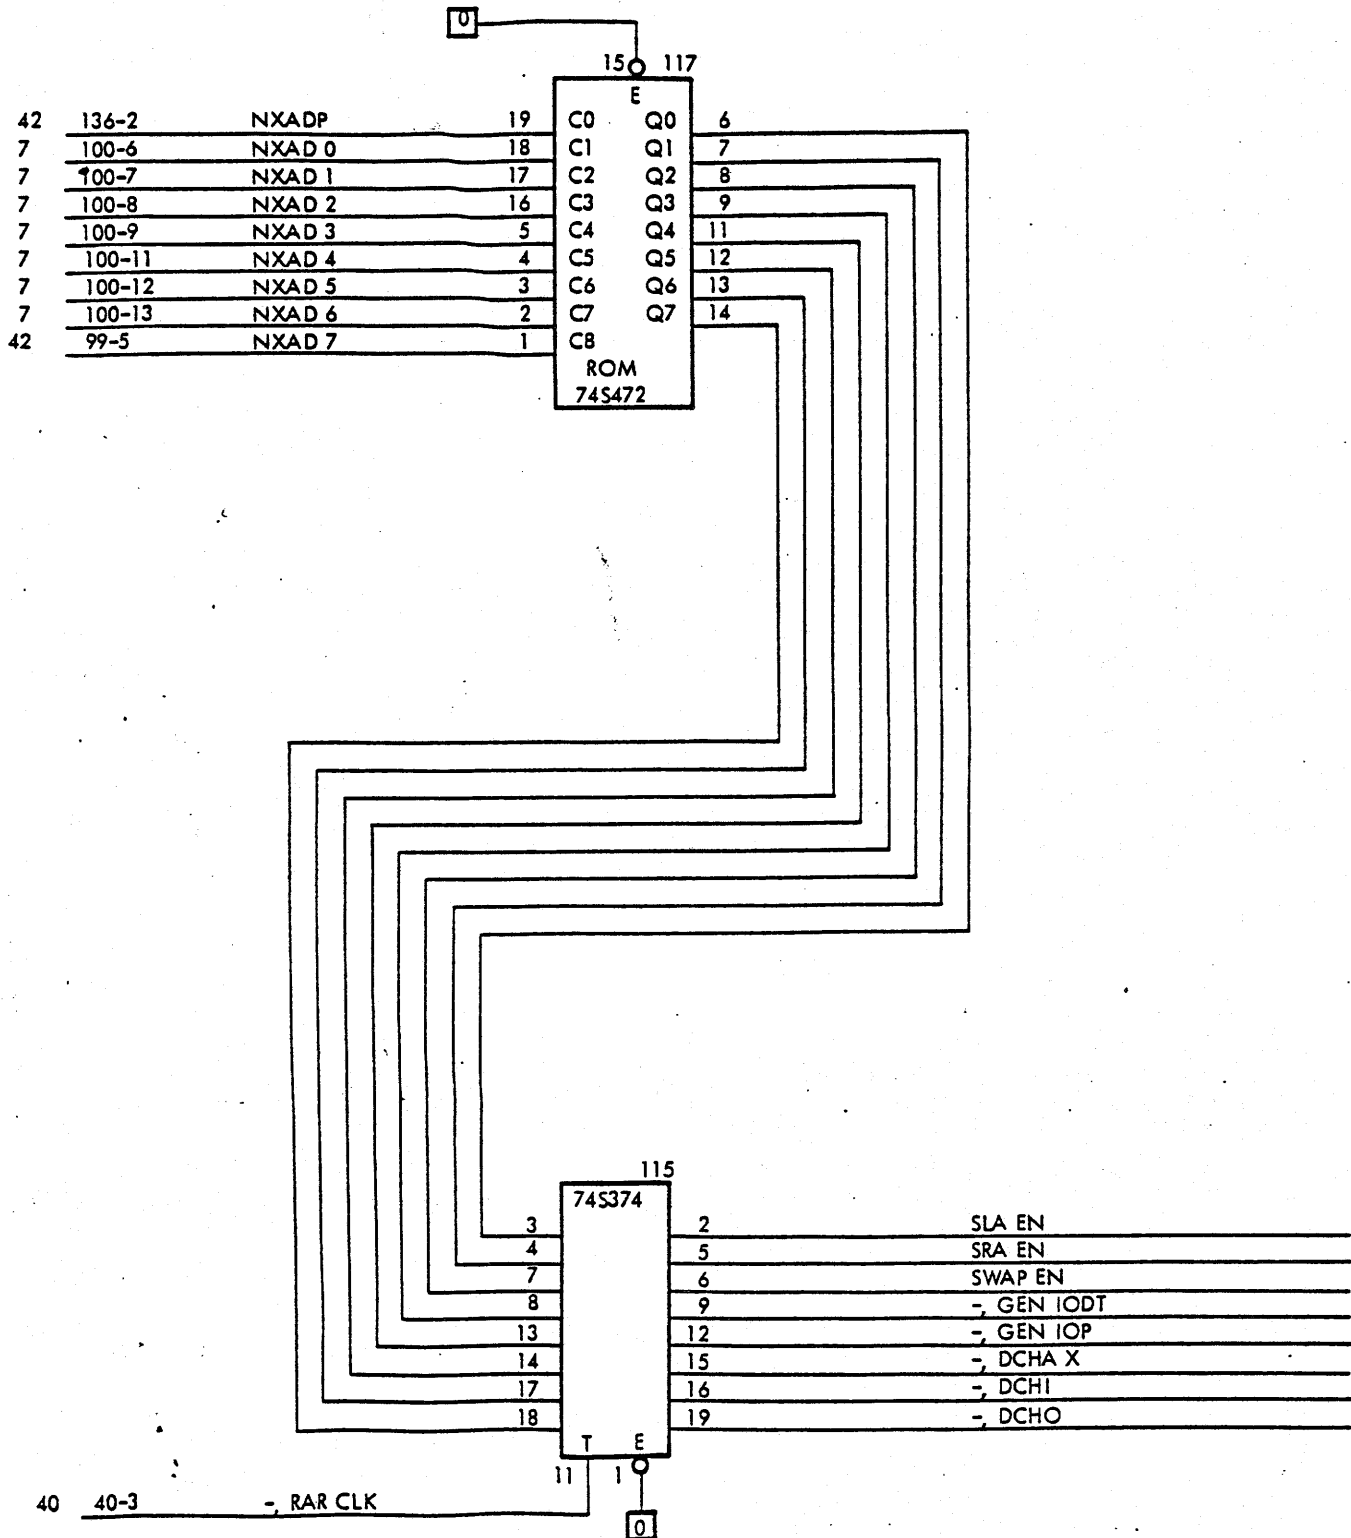 0
15 117
E
42 136-2 NXADP 19 C0 Q0 6
7 100-6 NXAD 0 18 C1 Q1 7
7 100-7 NXAD 1 17 C2 Q2 8
7 100-8 NXAD 2 16 C3 Q3 9
7 100-9 NXAD 3 5 C4 Q4 11
7 100-11 NXAD 4 4 C5 Q5 12
7 100-12 NXAD 5 3 C6 Q6 13
7 100-13 NXAD 6 2 C7 Q7 14
42 99-5 NXAD 7 1 C8
ROM
74S472
115
74S374
3 2 SLA EN
4 5 SRA EN
7 6 SWAP EN
8 9 ¬, GEN IODT
13 12 ¬, GEN IOP
14 15 ¬, DCHA X
17 16 ¬, DCHI
18 19 ¬, DCHO
T E
11 1
40 40-3 ¬, RAR CLK
0